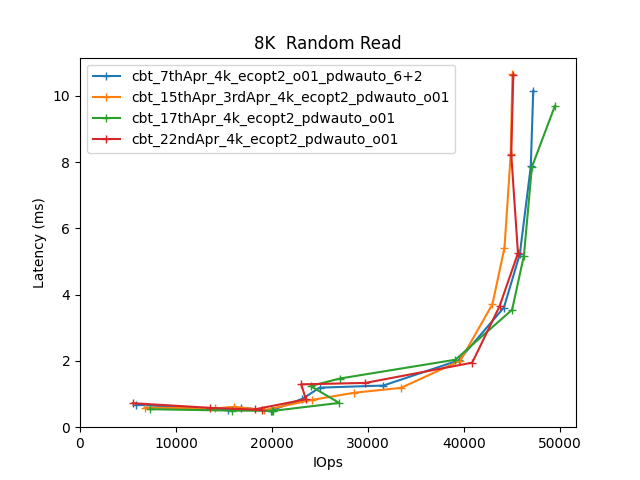 8K  Random Read
cbt_7thApr_4k_ecopt2_o01_pdwauto_6+2
cbt_15thApr_3rdApr_4k_ecopt2_pdwauto_o01
cbt_17thApr_4k_ecopt2_pdwauto_o01
cbt_22ndApr_4k_ecopt2_pdwauto_o01
Latency (ms)
10
8
6
4
2
0
0 10000 20000 30000 40000 50000
IOps